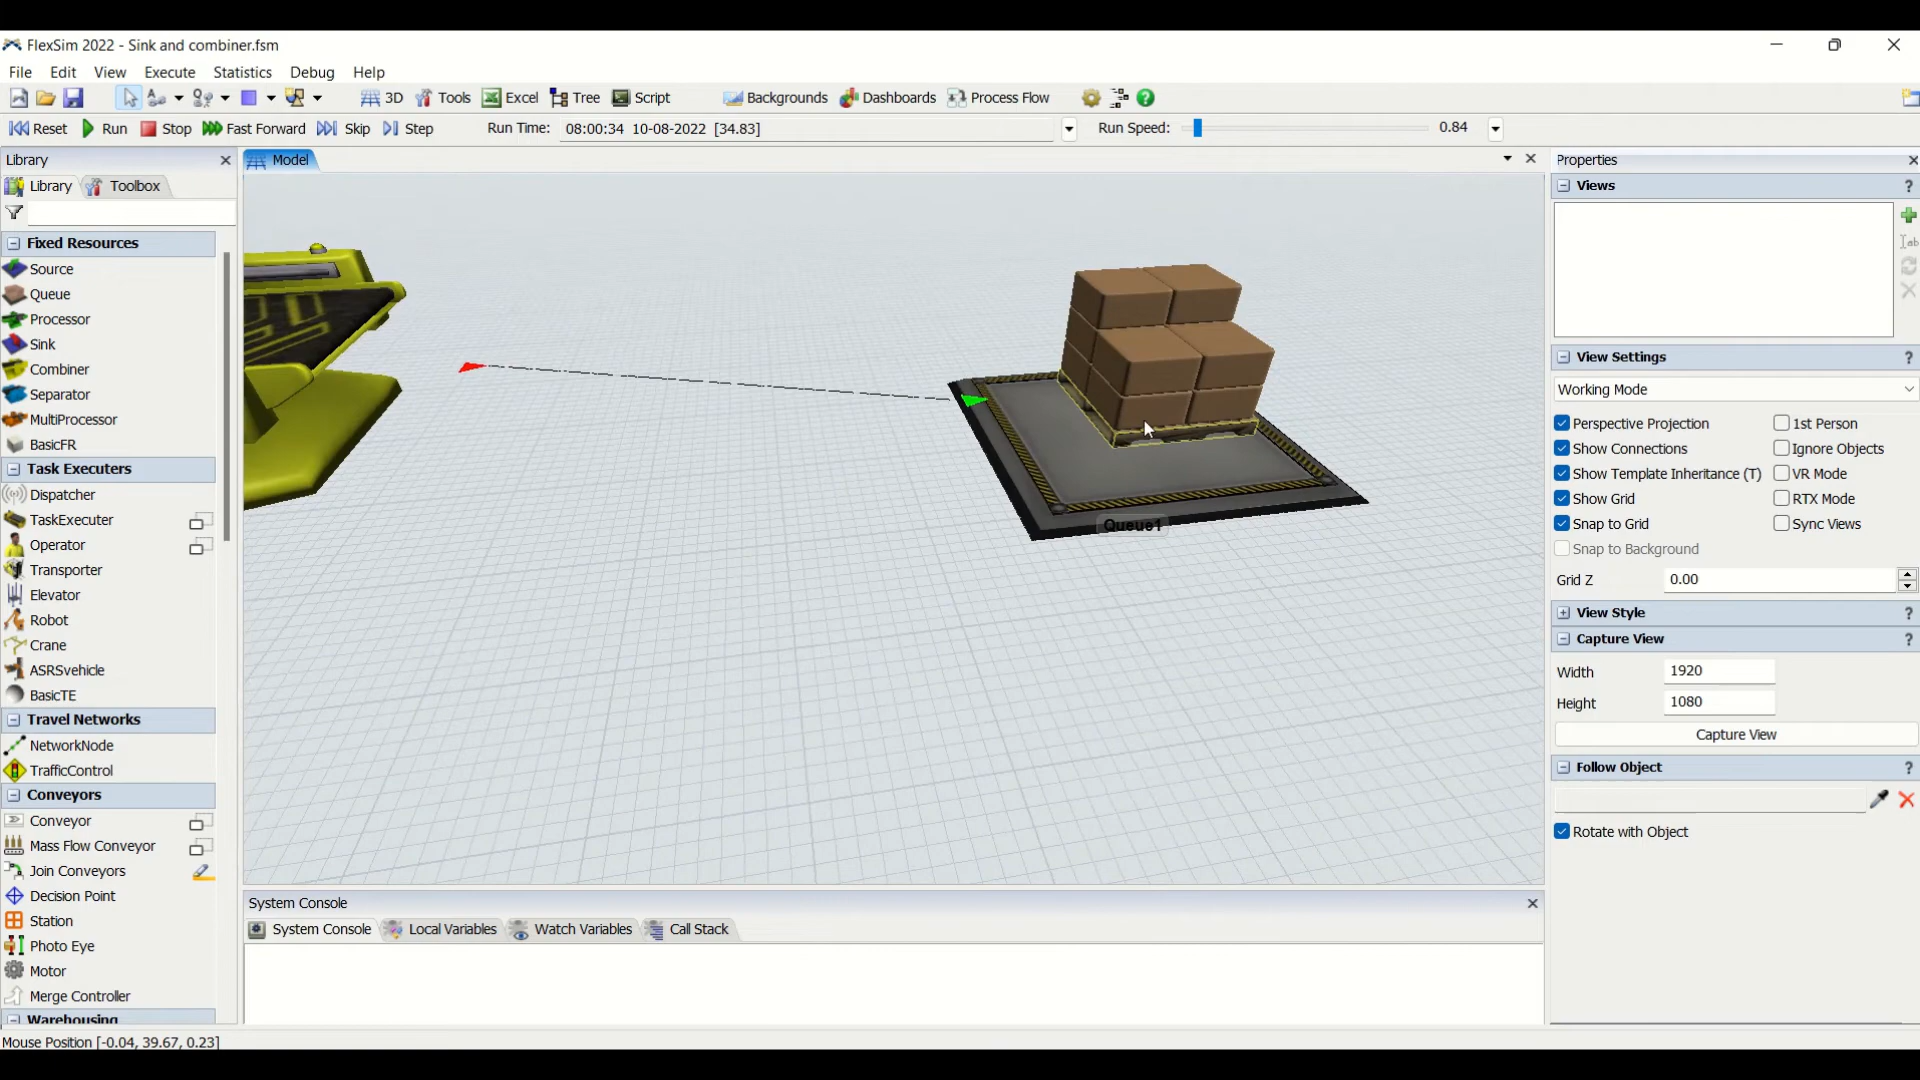 FlexSim 2022 - Sink and combiner.fsm
File Edit View Execute Statistics Debug Help
3D Tools Excel Tree Script Backgrounds Dashboards Process Flow
Reset Run Stop Fast Forward Skip Step Run Time: 08:00:34 10-08-2022 [34.83] Run Speed: 0.84
Library
Library Toolbox
Fixed Resources
Source
Queue
Processor
Sink
Combiner
Separator
MultiProcessor
BasicFR
Task Executers
Dispatcher
TaskExecuter
Operator
Transporter
Elevator
Robot
Crane
ASRSvehicle
BasicTE
Travel Networks
NetworkNode
TrafficControl
Conveyors
Conveyor
Mass Flow Conveyor
Join Conveyors
Decision Point
Station
Photo Eye
Motor
Merge Controller
Warehousing
Mouse Position [-0.04, 39.67, 0.23]
Model
Queue1
System Console
System Console Local Variables Watch Variables Call Stack
Properties
Views ?
View Settings ?
Working Mode
Perspective Projection 1st Person
Show Connections Ignore Objects
Show Template Inheritance (T) VR Mode
Show Grid RTX Mode
Snap to Grid Sync Views
Snap to Background
Grid Z 0.00
View Style ?
Capture View ?
Width 1920
Height 1080
Capture View
Follow Object ?
Rotate with Object